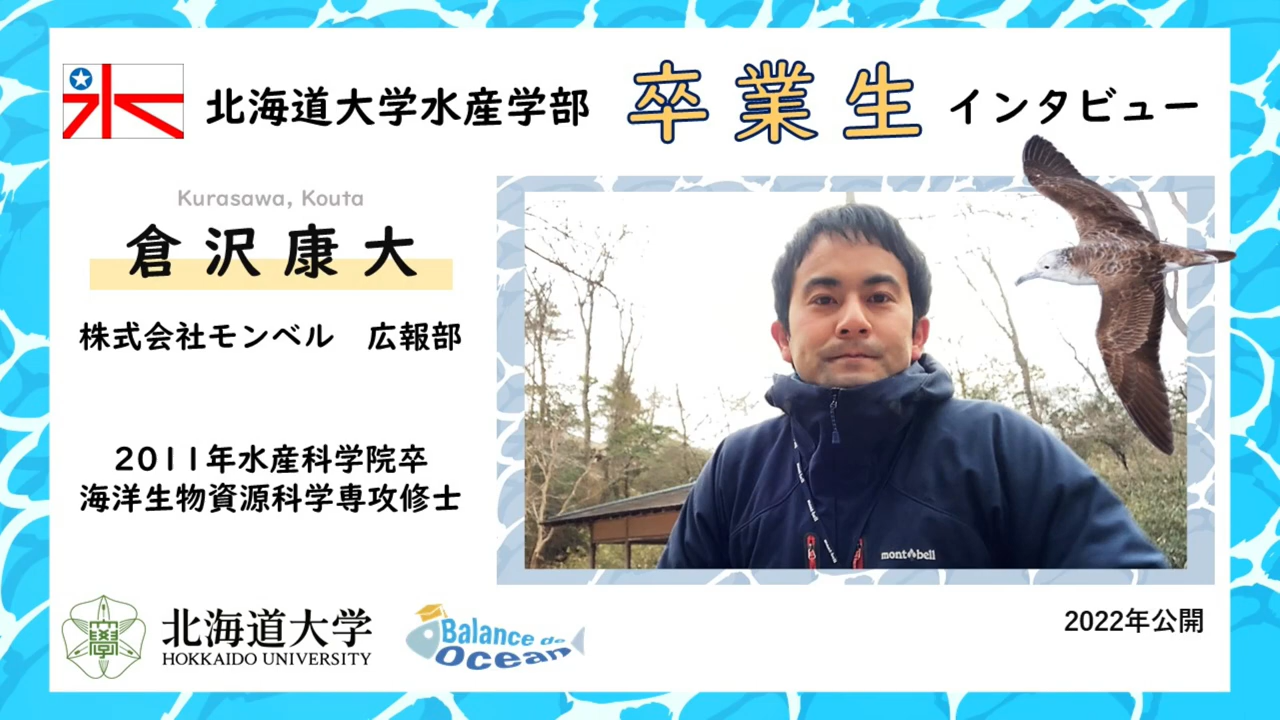 北海道大学水産学部 卒業生 インタビュー
Kurasawa, Kouta
倉沢康大
株式会社モンベル 広報部
2011年水産科学院卒
海洋生物資源科学専攻修士
mont-bell
北海道大学
HOKKAIDO UNIVERSITY
Balance de
Ocean
2022年公開